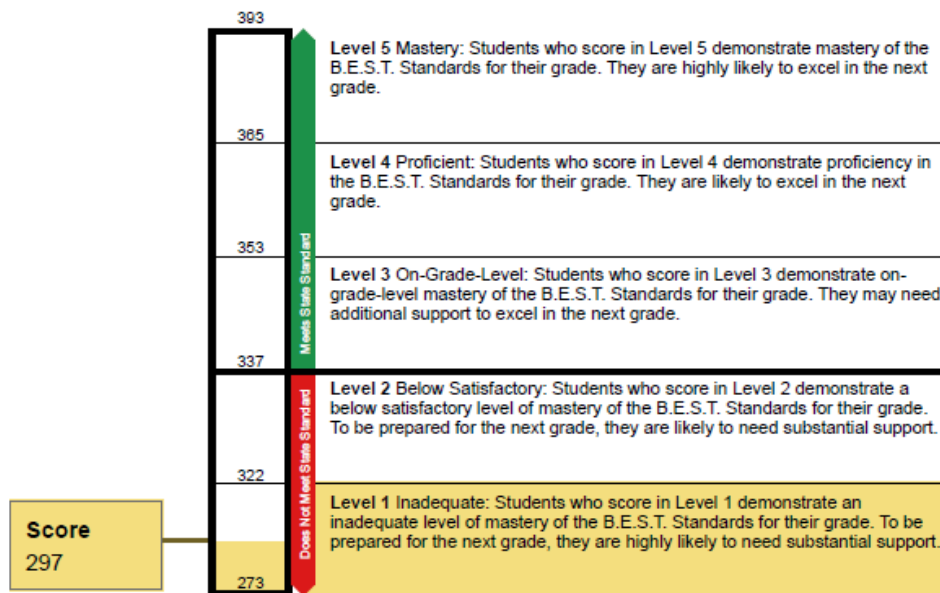 393
Level 5 Mastery: Students who score in Level 5 demonstrate mastery of the
B.E.S.T. Standards for their grade. They are highly likely to excel in the next
grade.
365
Level 4 Proficient: Students who score in Level 4 demonstrate proficiency in
the B.E.S.T. Standards for their grade. They are likely to excel in the next
grade.
Meets State Standard
353
Level 3 On-Grade-Level: Students who score in Level 3 demonstrate on-
grade-level mastery of the B.E.S.T. Standards for their grade. They may need
additional support to excel in the next grade.
337
Level 2 Below Satisfactory: Students who score in Level 2 demonstrate a
below satisfactory level of mastery of the B.E.S.T. Standards for their grade.
To be prepared for the next grade, they are likely to need substantial support.
Does Not Meet State Standard
322
Level 1 Inadequate: Students who score in Level 1 demonstrate an
inadequate level of mastery of the B.E.S.T. Standards for their grade. To be
prepared for the next grade, they are highly likely to need substantial support.
Score
297
273